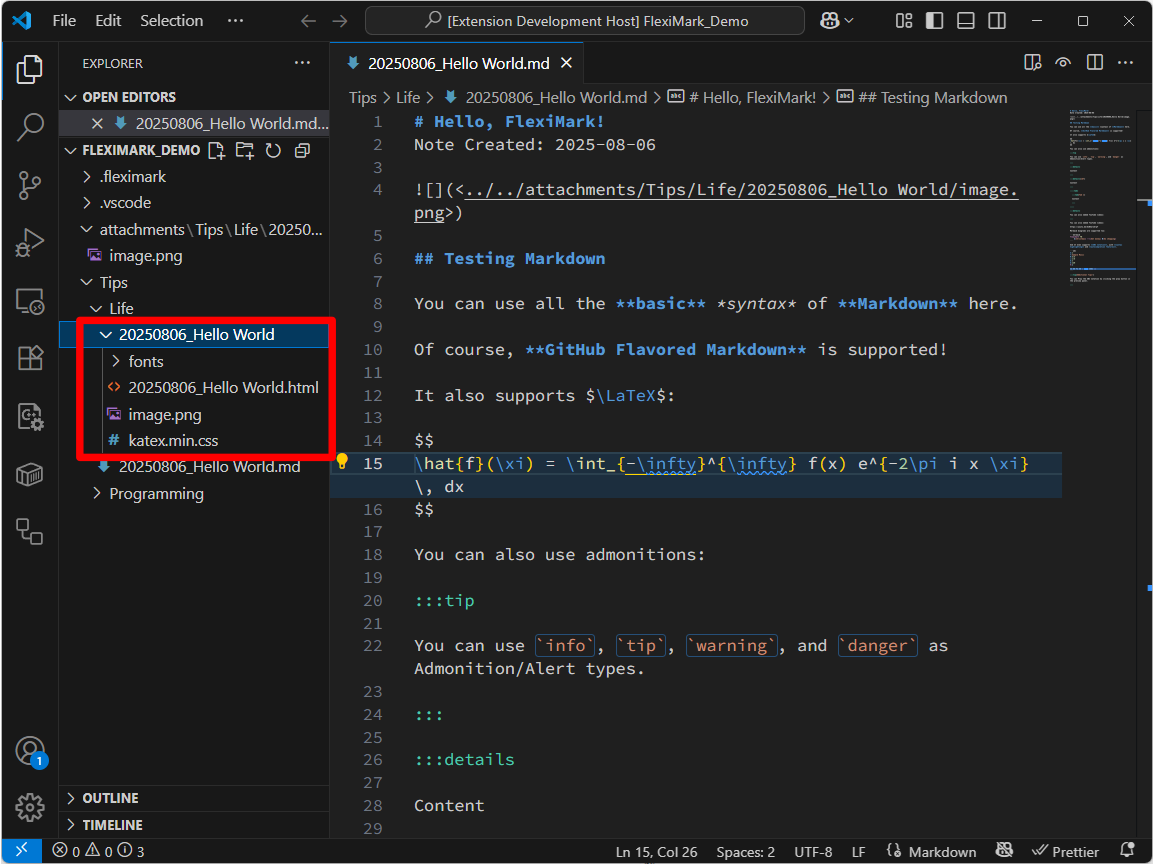 File Edit Selection ··· [Extension Development Host] FlexiMark_Demo
EXPLORER ···
OPEN EDITORS
20250806_Hello World.md...
FLEXIMARK_DEMO
.fleximark
.vscode
attachments\Tips\Life\20250...
image.png
Tips
Life
20250806_Hello World
fonts
<> 20250806_Hello World.html
image.png
# katex.min.css
20250806_Hello World.md
Programming
OUTLINE
TIMELINE
1
20250806_Hello World.md
Tips > Life > 20250806_Hello World.md > # Hello, FlexiMark! > ## Testing Markdown
1 # Hello, FlexiMark!
2 Note Created: 2025-08-06
3
4 ![](<../../attachments/Tips/Life/20250806_Hello World/image.
png>)
5
6 ## Testing Markdown
7
8 You can use all the **basic** *syntax* of **Markdown** here.
9
10 Of course, **GitHub Flavored Markdown** is supported!
11
12 It also supports $\LaTeX$:
13
14 $$
15 \hat{f}(\xi) = \int_{-\infty}^{\infty} f(x) e^{-2\pi i x \xi}
\, dx
16 $$
17
18 You can also use admonitions:
19
20 :::tip
21
22 You can use `info`, `tip`, `warning`, and `danger` as
Admonition/Alert types.
23
24 :::
25
26 :::details
27
28 Content
29
0 0 3 Ln 15, Col 26 Spaces: 2 UTF-8 LF Markdown Prettier